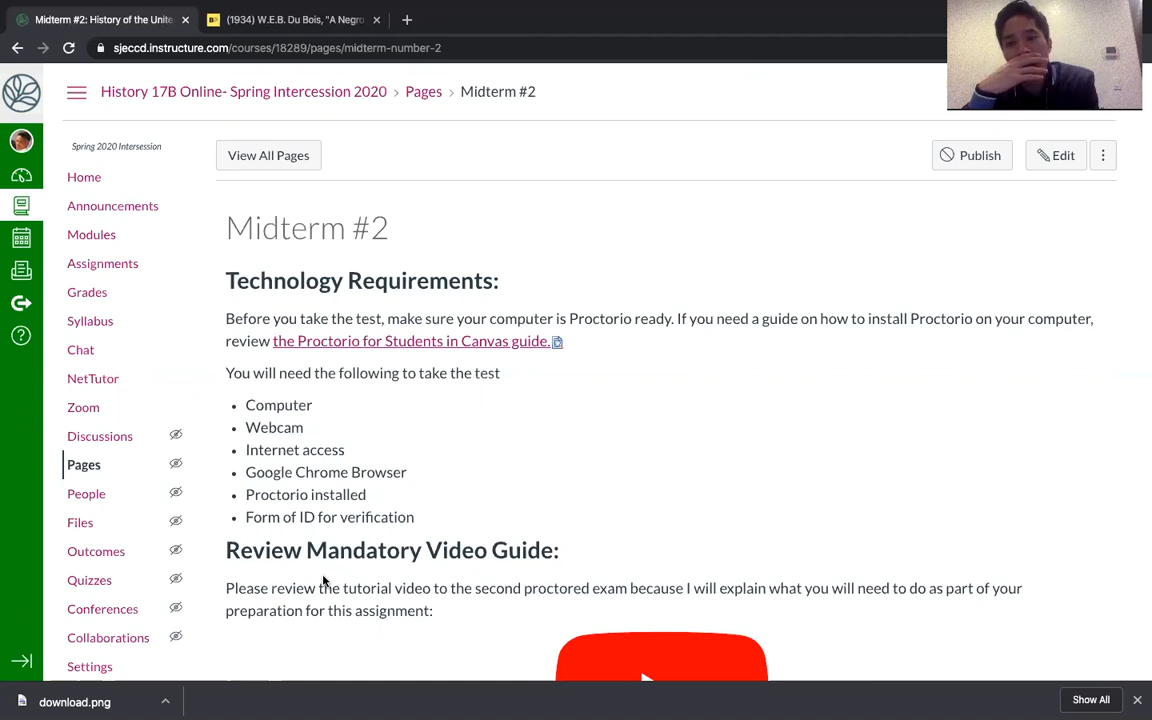 Midterm #2: History of the Unite
(1934) W.E.B. Du Bois, "A Negro
sjeccd.instructure.com/courses/18289/pages/midterm-number-2
History 17B Online- Spring Intercession 2020 › Pages › Midterm #2
Spring 2020 Intersession
View All Pages
Publish
Edit
Home
Announcements
Modules
Assignments
Grades
Syllabus
Chat
NetTutor
Zoom
Discussions
Pages
People
Files
Outcomes
Quizzes
Conferences
Collaborations
Settings
Midterm #2
Technology Requirements:
Before you take the test, make sure your computer is Proctorio ready. If you need a guide on how to install Proctorio on your computer,
review the Proctorio for Students in Canvas guide.
You will need the following to take the test
• Computer
• Webcam
• Internet access
• Google Chrome Browser
• Proctorio installed
• Form of ID for verification
Review Mandatory Video Guide:
Please review the tutorial video to the second proctored exam because I will explain what you will need to do as part of your
preparation for this assignment:
download.png
Show All